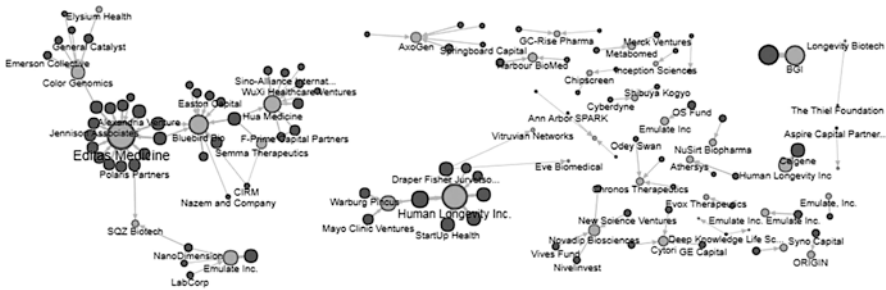 Elysium Health
General Catalyst
Emerson Collective
Color Genomics
Alexandria Venture
Jennison Associates
Editas Medicine
Polaris Partners
SQZ Biotech
NanoDimension
Emulate Inc.
LabCorp
Easton Capital
Bluebird Bio
Sino-Alliance Internat...
WuXi Healthcare Ventures
Hua Medicine
F-Prime Capital Partners
Semma Therapeutics
CIRM
Nazem and Company
AxoGen
Springboard Capital
GC-Rise Pharma
Harbour BioMed
Merck Ventures
Metabomed
Inception Sciences
Chipscreen
Shibuya Kogyo
Cyberdyne
Ann Arbor SPARK
Vitruvian Networks
Eve Biomedical
Draper Fisher Jurvetso...
Warburg Pincus
Human Longevity Inc.
Mayo Clinic Ventures
StartUp Health
OS Fund
Emulate Inc
NuSirt Biopharma
Odey Swan
Athersys
Chronos Therapeutics
Longevity Biotech
BGI
The Thiel Foundation
Aspire Capital Partner...
Celgene
Human Longevity Inc
Evox Therapeutics
New Science Ventures
Novadip Biosciences
Vives Fund
Nivelinvest
Cytori
Deep Knowledge Life Sc...
GE Capital
Emulate Inc.
Emulate Inc.
Emulate, Inc.
Syno Capital
ORIGIN